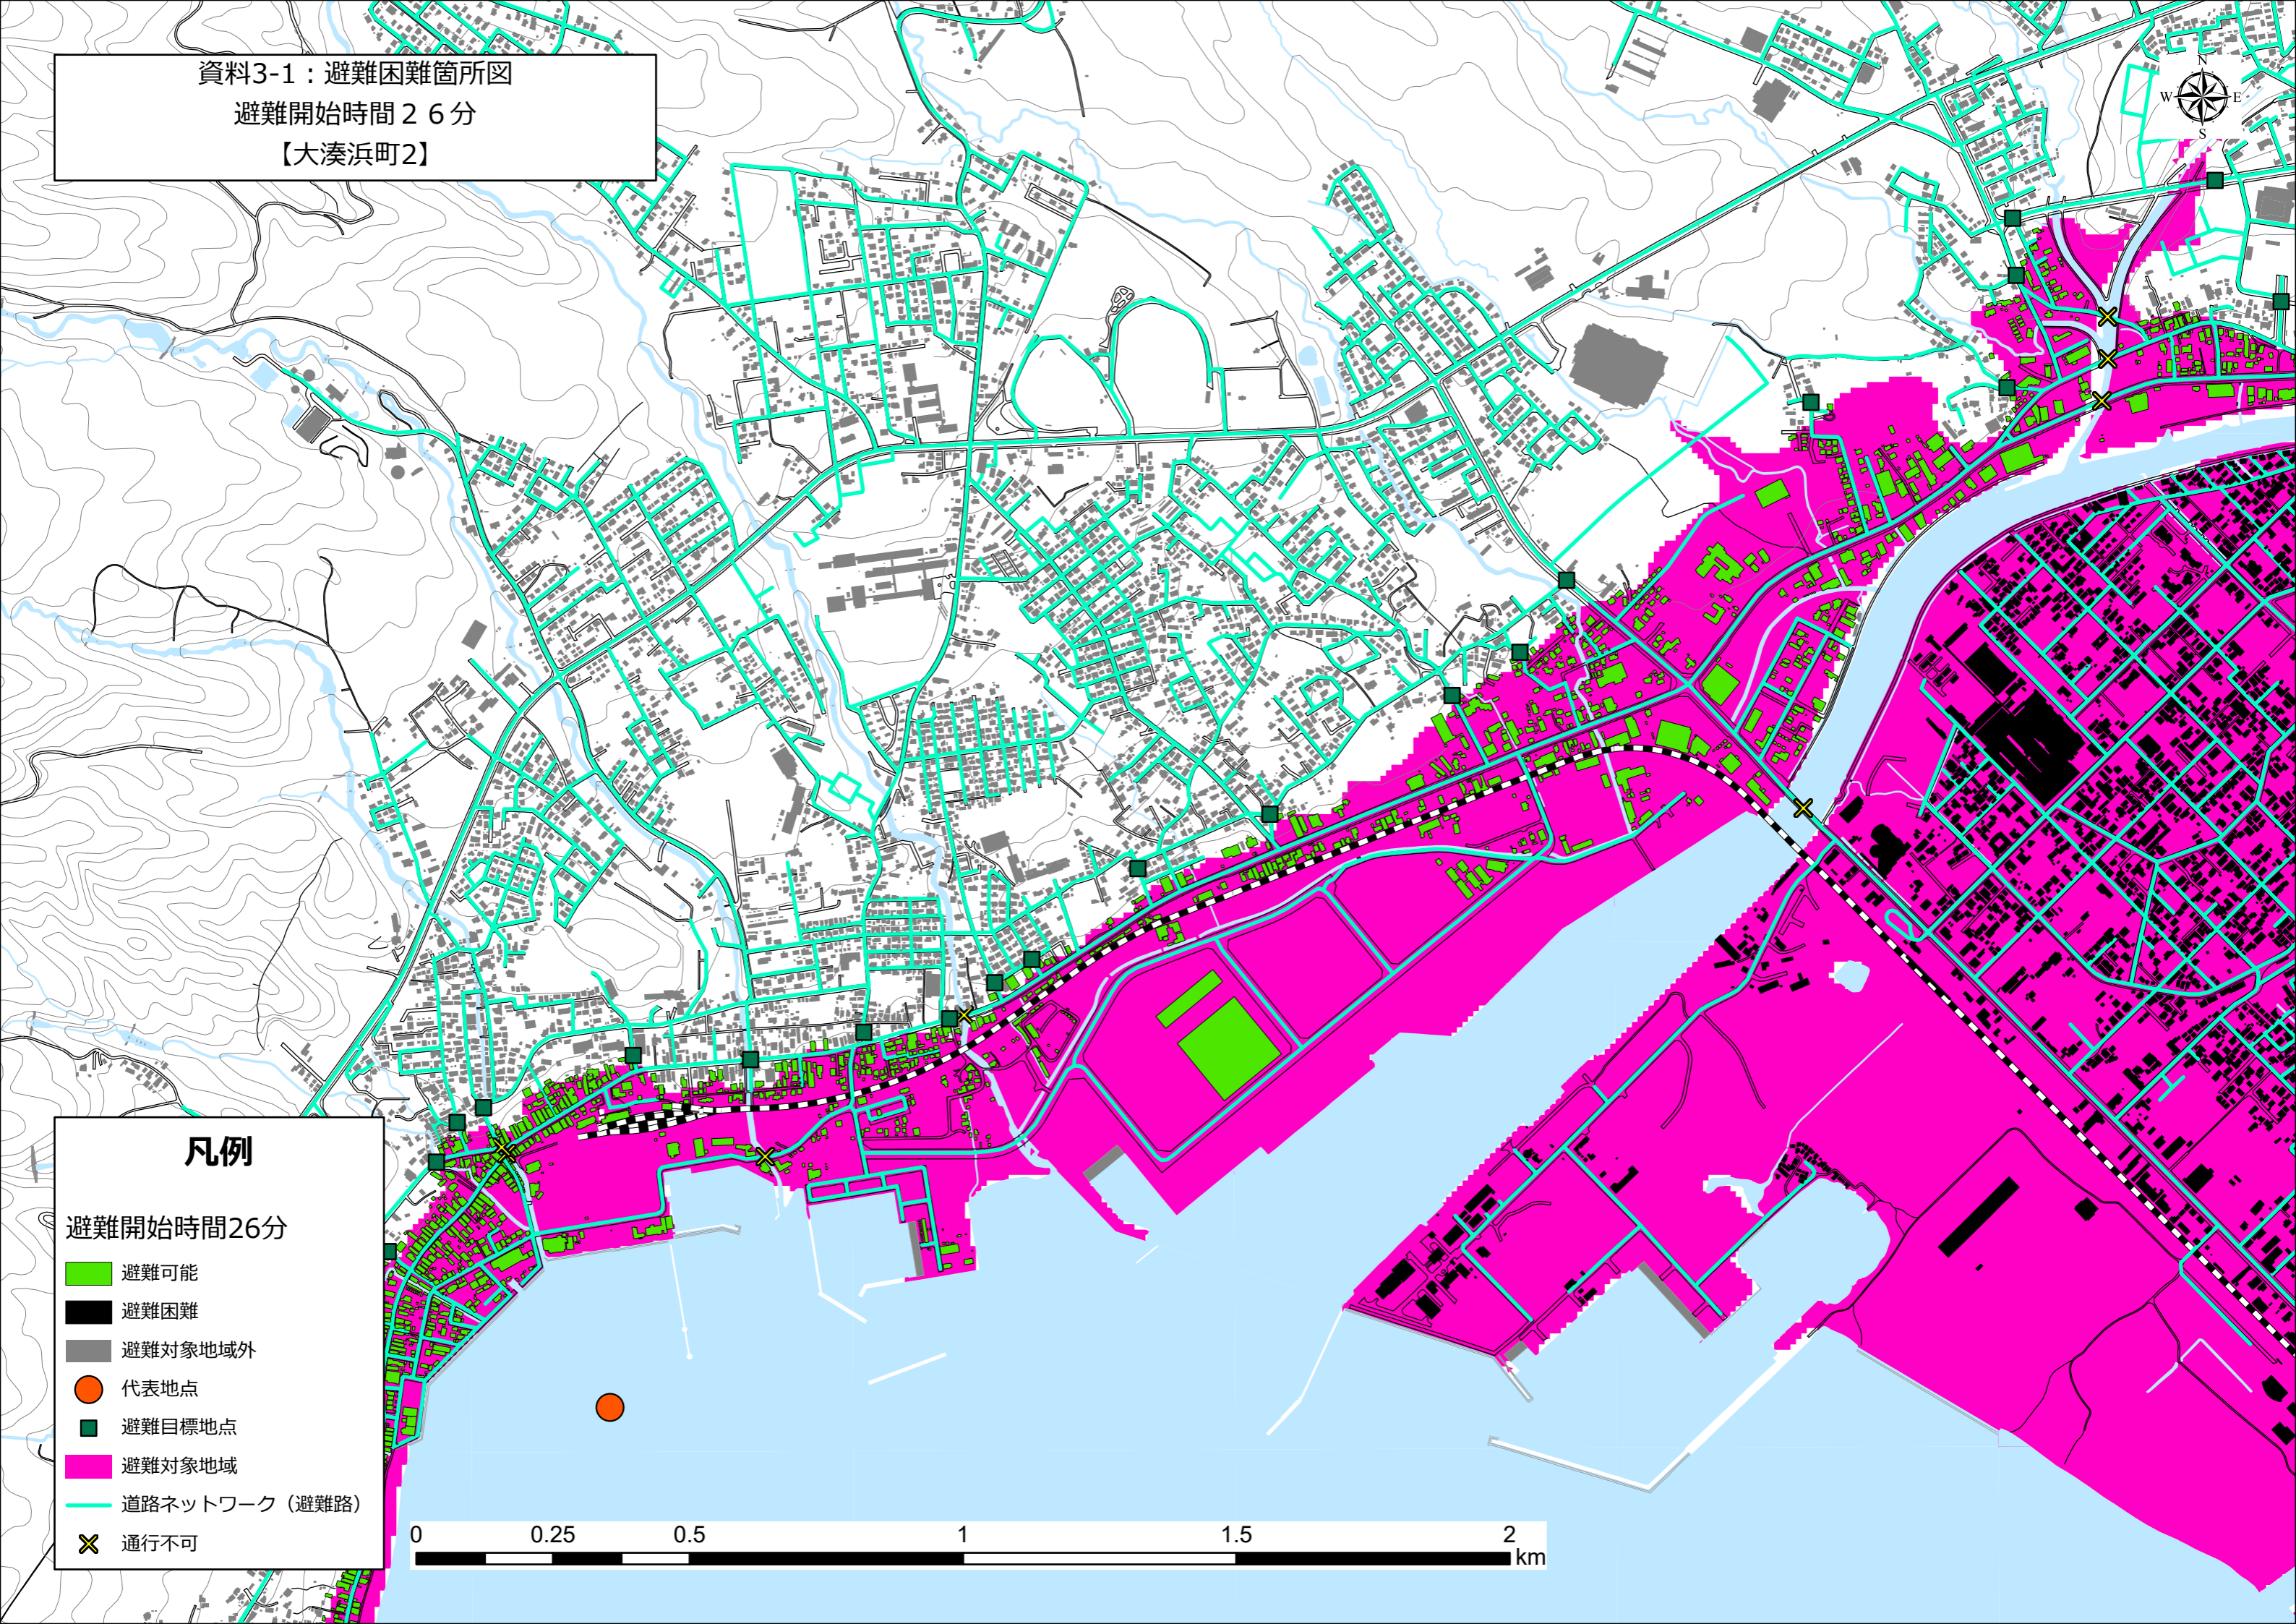 資料3-1：避難困難箇所図
避難開始時間２６分
【大湊浜町2】
N
W
E
S
凡例
避難開始時間26分
避難可能
避難困難
避難対象地域外
代表地点
避難目標地点
避難対象地域
道路ネットワーク（避難路）
通行不可
0 0.25 0.5 1 1.5 2
km